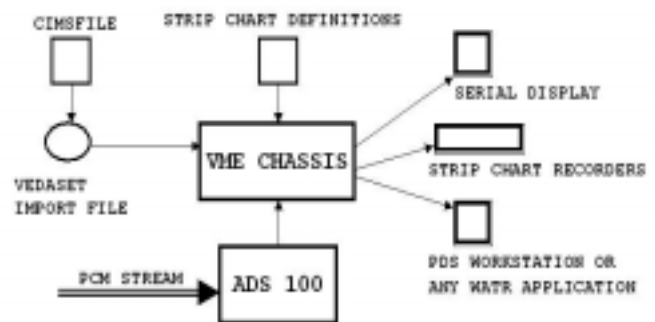 CIMSFILE
STRIP CHART DEFINITIONS
SERIAL DISPLAY
VME CHASSIS
STRIP CHART RECORDERS
VEDASET
IMPORT FILE
PCM STREAM
ADS 100
PDS WORKSTATION OR
ANY WATR APPLICATION